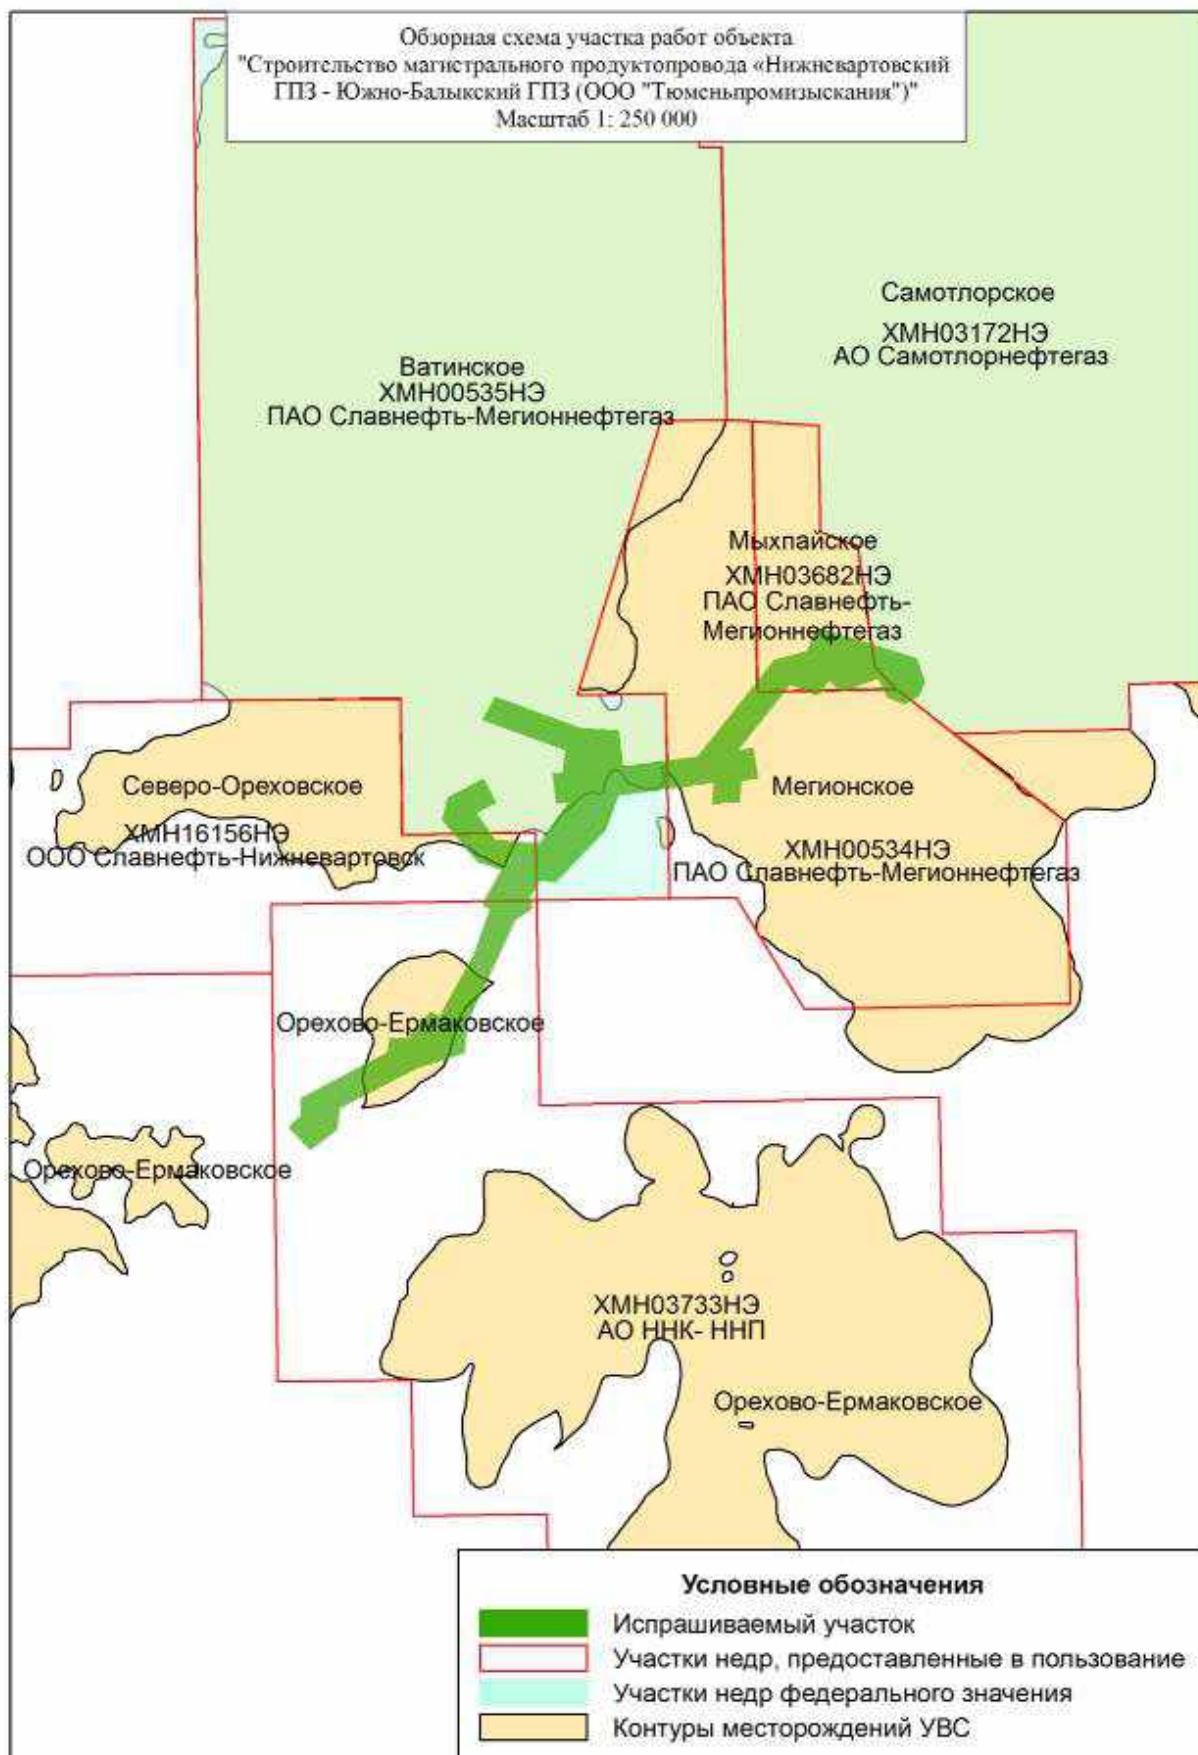 Обзорная схема участка работ объекта
"Строительство магистрального продуктопровода «Нижневартовский
ГПЗ - Южно-Балыкский ГПЗ (ООО "Тюменьпромизыскания")"
Масштаб 1: 250 000
Самотлорское
ХМН03172НЭ
АО Самотлорнефтегаз
Ватинское
ХМН00535НЭ
ПАО Славнефть-Мегионнефтегаз
Мыхпайское
ХМН03682НЭ
ПАО Славнефть-
Мегионнефтегаз
Северо-Ореховское
ХМН16156НЭ
ООО Славнефть-Нижневартовск
Мегионское
ХМН00534НЭ
ПАО Славнефть-Мегионнефтегаз
Орехово-Ермаковское
Орехово-Ермаковское
ХМН03733НЭ
АО ННК- ННП
Орехово-Ермаковское
Условные обозначения
Испрашиваемый участок
Участки недр, предоставленные в пользование
Участки недр федерального значения
Контуры месторождений УВС